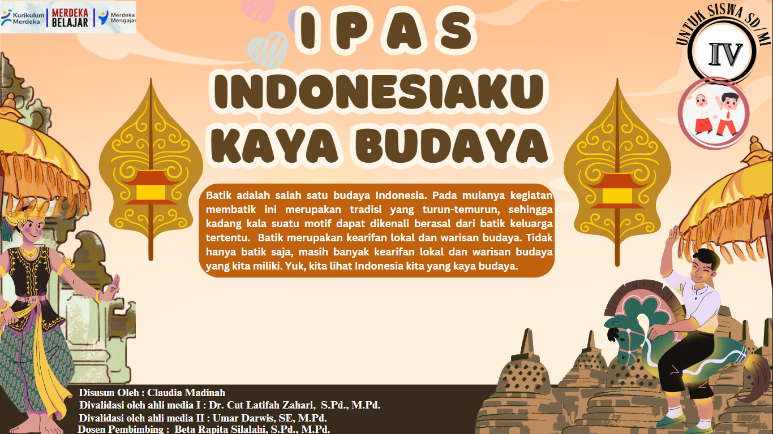 Kurikulum
Merdeka
MERDEKA
BELAJAR
Merdeka
Mengajar
I P A S
INDONESIAKU
KAYA BUDAYA
UNTUK SISWA SD/MI
IV
Batik adalah salah satu budaya Indonesia. Pada mulanya kegiatan
membatik ini merupakan tradisi yang turun-temurun, sehingga
kadang kala suatu motif dapat dikenali berasal dari batik keluarga
tertentu. Batik merupakan kearifan lokal dan warisan budaya. Tidak
hanya batik saja, masih banyak kearifan lokal dan warisan budaya
yang kita miliki. Yuk, kita lihat Indonesia kita yang kaya budaya.
Disusun Oleh : Claudia Madinah
Divalidasi oleh ahli media I : Dr. Cut Latifah Zahari, S.Pd., M.Pd.
Divalidasi oleh ahli media II : Umar Darwis, SE, M.Pd.
Dosen Pembimbing : Beta Rapita Silalahi, S.Pd., M.Pd.